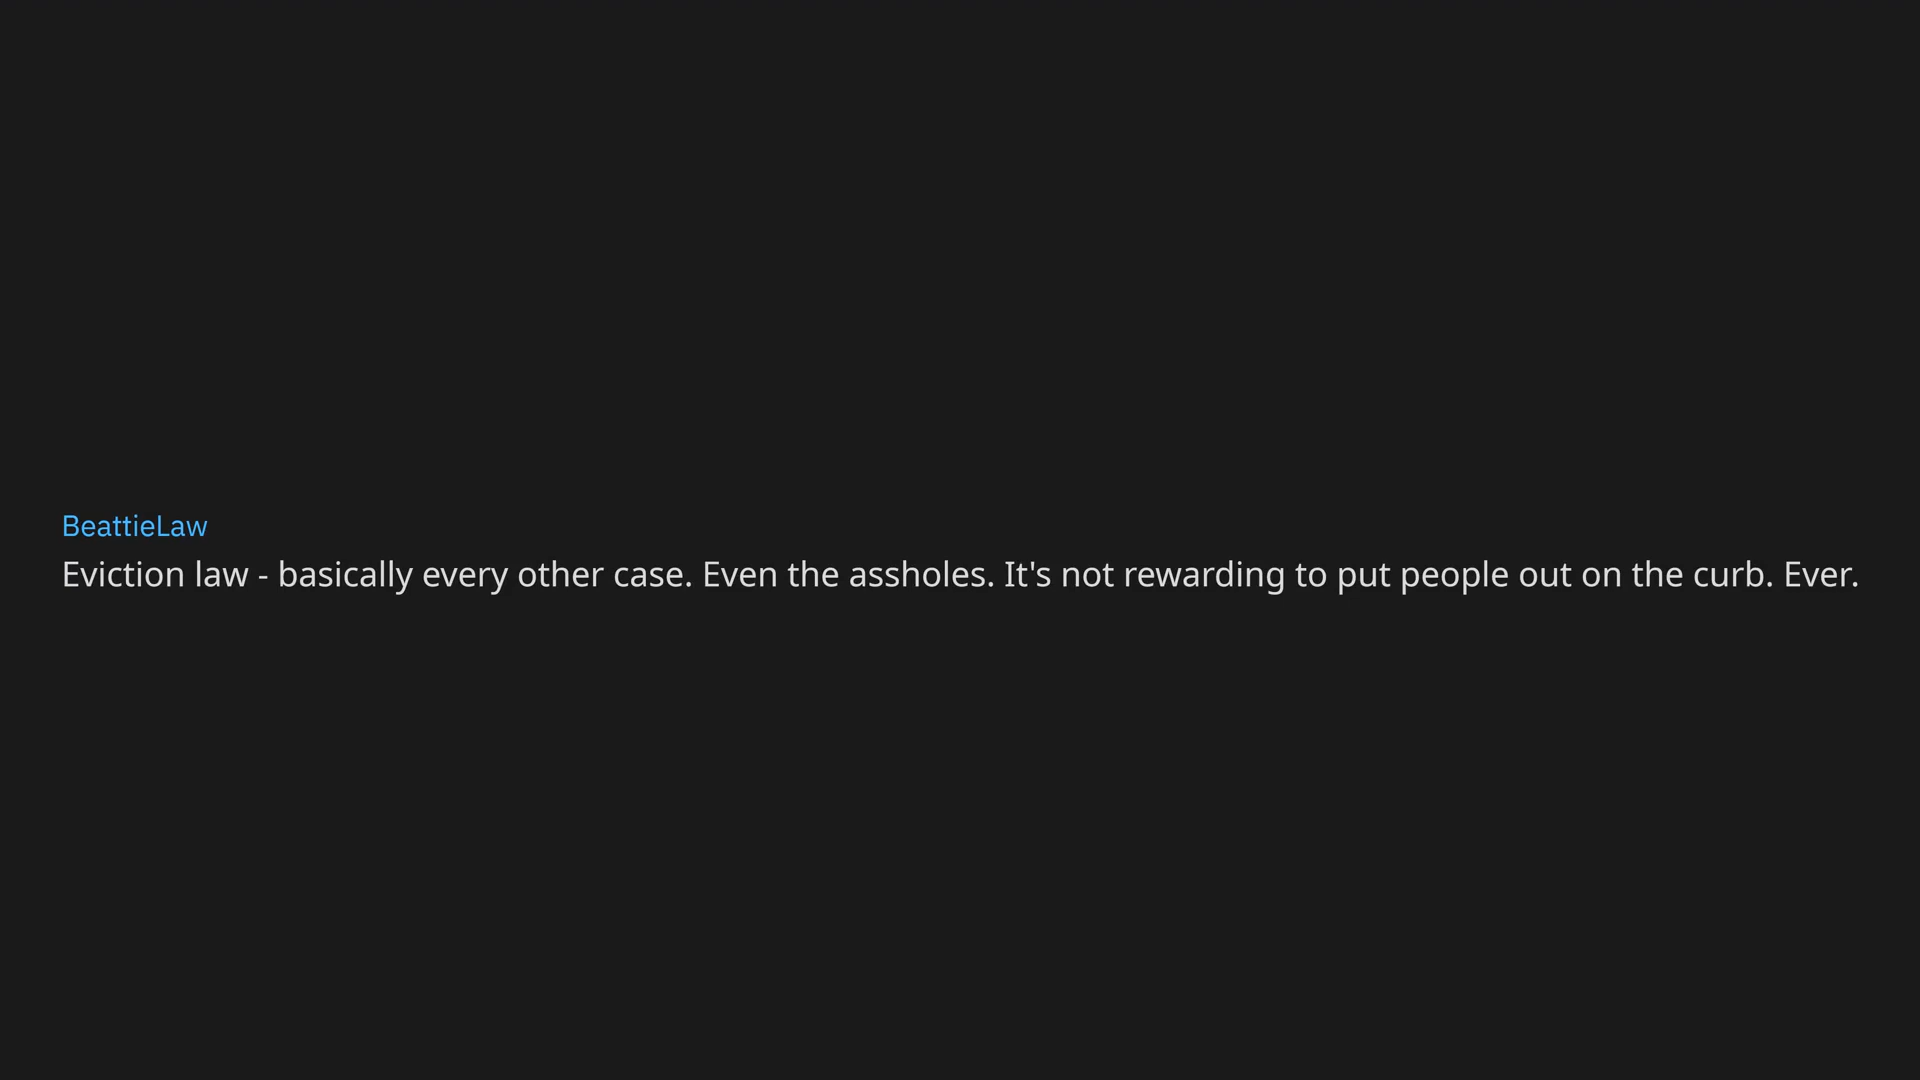 BeattieLaw
Eviction law - basically every other case. Even the assholes. It's not rewarding to put people out on the curb. Ever.